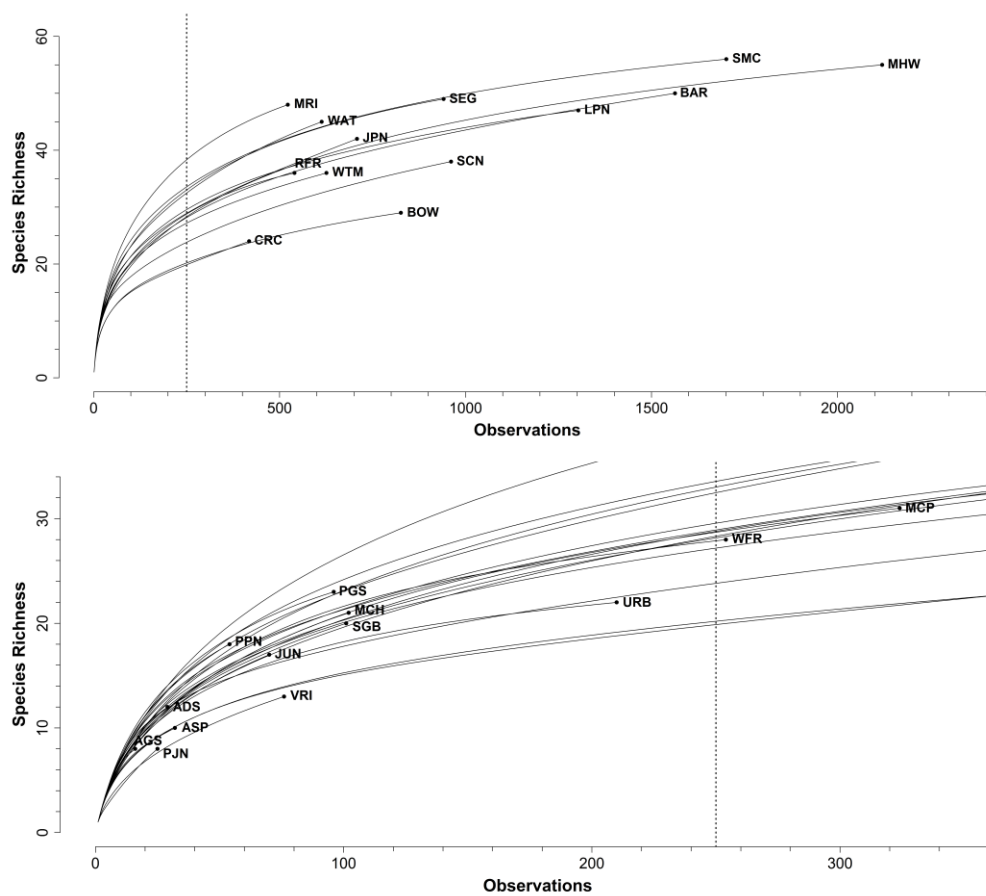 60
SMC
MHW
SEG
BAR
MRI
LPN
WAT
JPN
40
RFR
SCN
WTM
BOW
CRC
20
0
Species Richness
0 500 1000 1500 2000
Observations
30
MCP
WFR
PGS
URB
MCH
SGB
20
PPN
JUN
VRI
ADS
ASP
10
AGS
PJN
0
Species Richness
0 100 200 300
Observations